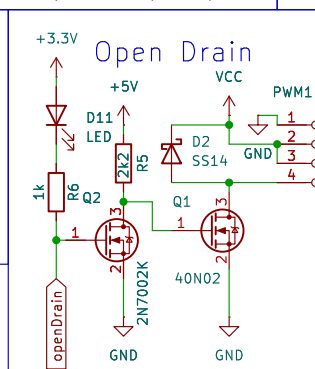 Open Drain
+3.3V
+5V
VCC
PWM1
D11
LED
1
2
3
4
GND
D2
SS14
2k2
R5
1k
R6
Q2
3
1
2
2N7002K
Q1
3
1
2
40N02
openDrain
GND
GND